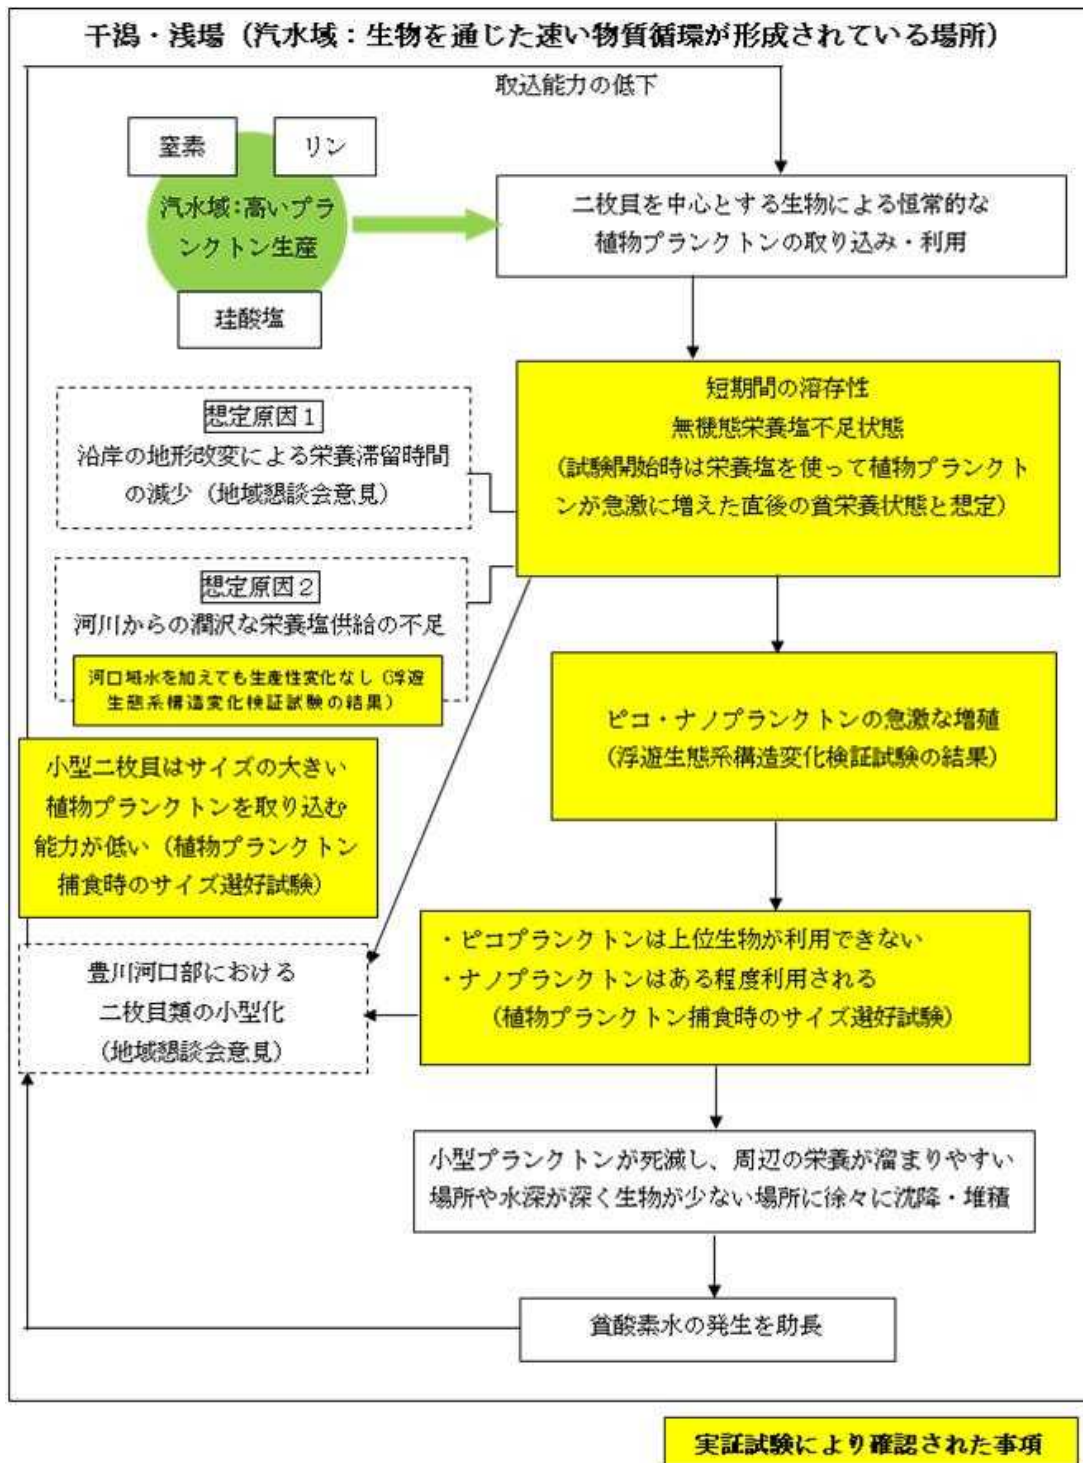 干潟・浅場（汽水域：生物を通じた速い物質循環が形成されている場所）
取込能力の低下
窒素
リン
汽水域：高いプラ
ンクトン生産
珪酸塩
二枚貝を中心とする生物による恒常的な
植物プランクトンの取り込み・利用
短期間の溶存性
無機態栄養塩不足状態
（試験開始時は栄養塩を使って植物プランクト
ンが急激に増えた直後の貧栄養状態と想定）
想定原因１
沿岸の地形改変による栄養滞留時間
の減少（地域懇談会意見）
想定原因２
河川からの潤沢な栄養塩供給の不足
河口域水を加えても生産性変化なし（浮遊
生態系構造変化検証試験の結果）
ピコ・ナノプランクトンの急激な増殖
（浮遊生態系構造変化検証試験の結果）
小型二枚貝はサイズの大きい
植物プランクトンを取り込む
能力が低い（植物プランクトン
捕食時のサイズ選好試験）
・ピコプランクトンは上位生物が利用できない
・ナノプランクトンはある程度利用される
（植物プランクトン捕食時のサイズ選好試験）
豊川河口部における
二枚貝類の小型化
（地域懇談会意見）
小型プランクトンが死滅し、周辺の栄養が溜まりやすい
場所や水深が深く生物が少ない場所に徐々に沈降・堆積
貧酸素水の発生を助長
実証試験により確認された事項